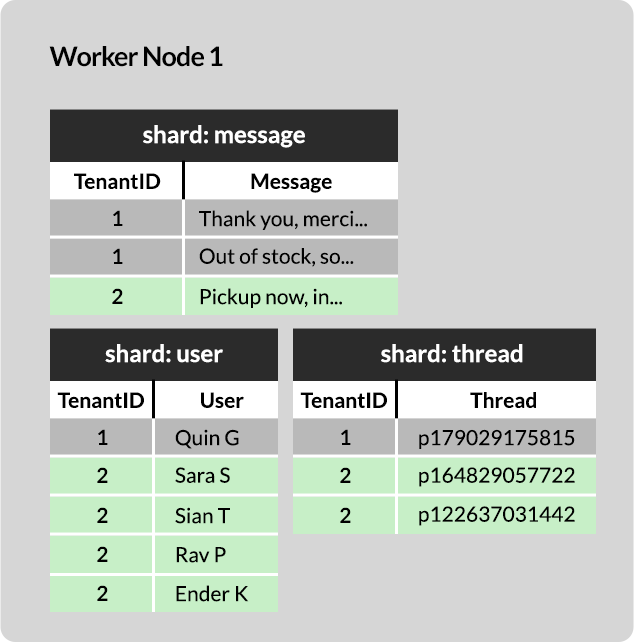 Worker Node 1
shard: message
TenantID Message
1 Thank you, merci...
1 Out of stock, so...
2 Pickup now, in...
shard: user
TenantID User
1 Quin G
2 Sara S
2 Sian T
2 Rav P
2 Ender K
shard: thread
TenantID Thread
1 p179029175815
2 p164829057722
2 p122637031442